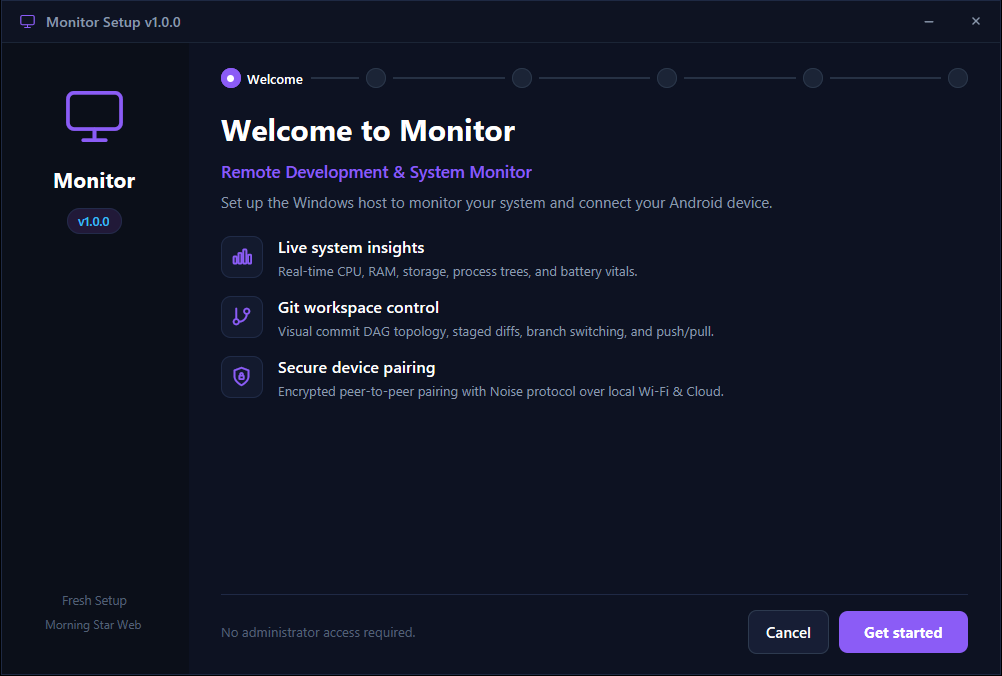 Monitor Setup v1.0.0
Monitor
v1.0.0
Fresh Setup
Morning Star Web
Welcome
Welcome to Monitor
Remote Development & System Monitor
Set up the Windows host to monitor your system and connect your Android device.
Live system insights
Real-time CPU, RAM, storage, process trees, and battery vitals.
Git workspace control
Visual commit DAG topology, staged diffs, branch switching, and push/pull.
Secure device pairing
Encrypted peer-to-peer pairing with Noise protocol over local Wi-Fi & Cloud.
No administrator access required.
Cancel
Get started